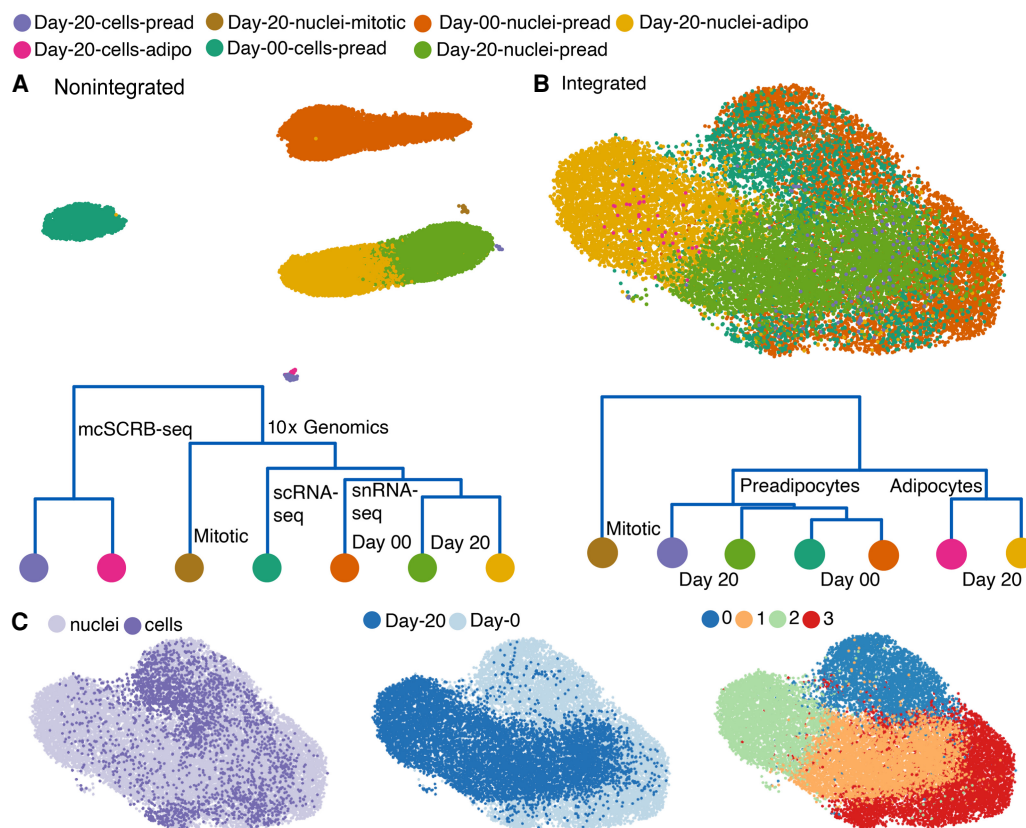 Day-20-cells-pread Day-20-nuclei-mitotic Day-00-nuclei-pread Day-20-nuclei-adipo
Day-20-cells-adipo Day-00-cells-pread Day-20-nuclei-pread
A Nonintegrated
B Integrated
mcSCRB-seq
10x Genomics
scRNA-
seq
snRNA-
seq
Mitotic
Day 00
Day 20
Preadipocytes
Adipocytes
Mitotic
Day 20
Day 00
Day 20
C
nuclei cells
Day-20 Day-0
0 1 2 3